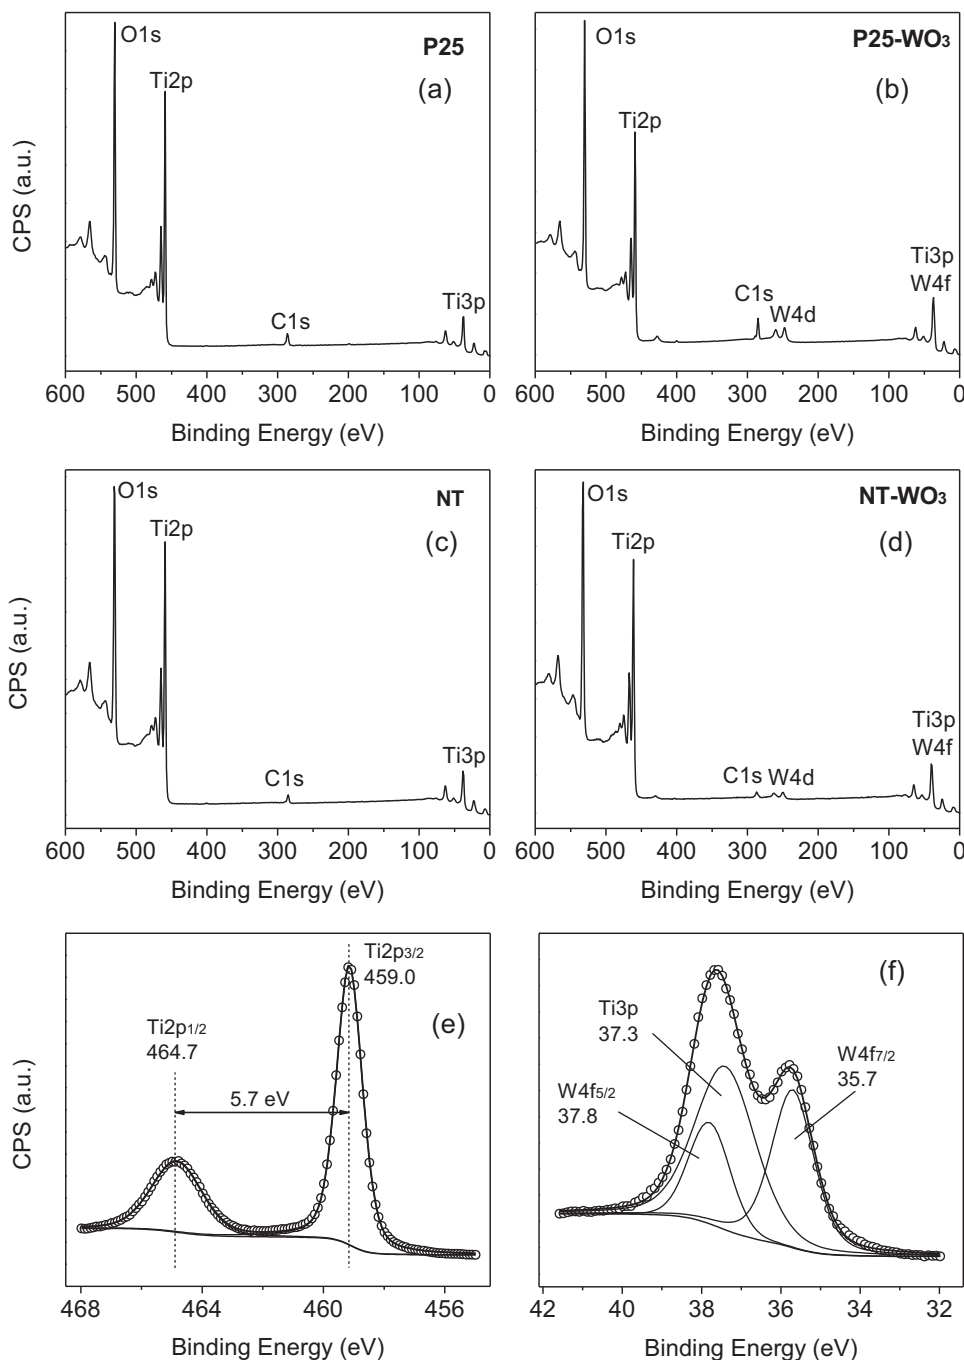 O1s
P25
Ti2p
(a)
C1s
Ti3p
CPS (a.u.)
600 500 400 300 200 100 0
Binding Energy (eV)
O1s
P25-WO3
(b)
Ti2p
C1s
W4d
Ti3p
W4f
600 500 400 300 200 100 0
Binding Energy (eV)
O1s
NT
Ti2p
(c)
C1s
Ti3p
CPS (a.u.)
600 500 400 300 200 100 0
Binding Energy (eV)
O1s
NT-WO3
Ti2p
(d)
C1s W4d
Ti3p
W4f
600 500 400 300 200 100 0
Binding Energy (eV)
Ti2p3/2
459.0
(e)
Ti2p1/2
464.7
5.7 eV
CPS (a.u.)
468 464 460 456
Binding Energy (eV)
(f)
Ti3p
37.3
W4f7/2
35.7
W4f5/2
37.8
42 40 38 36 34 32
Binding Energy (eV)